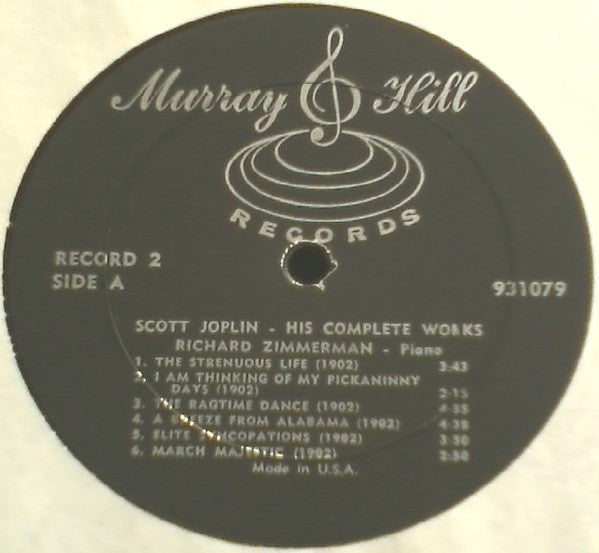 Murray Hill
RECORDS
RECORD 2
SIDE A
931079
SCOTT JOPLIN - HIS COMPLETE WORKS
RICHARD ZIMMERMAN - Piano
1. THE STRENUOUS LIFE (1902) 3:43
2. I AM THINKING OF MY PICKANINNY
DAYS (1902) 2:15
3. THE RAGTIME DANCE (1902) 4:55
4. A BREEZE FROM ALABAMA (1902) 4:38
5. ELITE SYNCOPATIONS (1902) 3:50
6. MARCH MAJESTIC (1902) 2:50
Made in U.S.A.